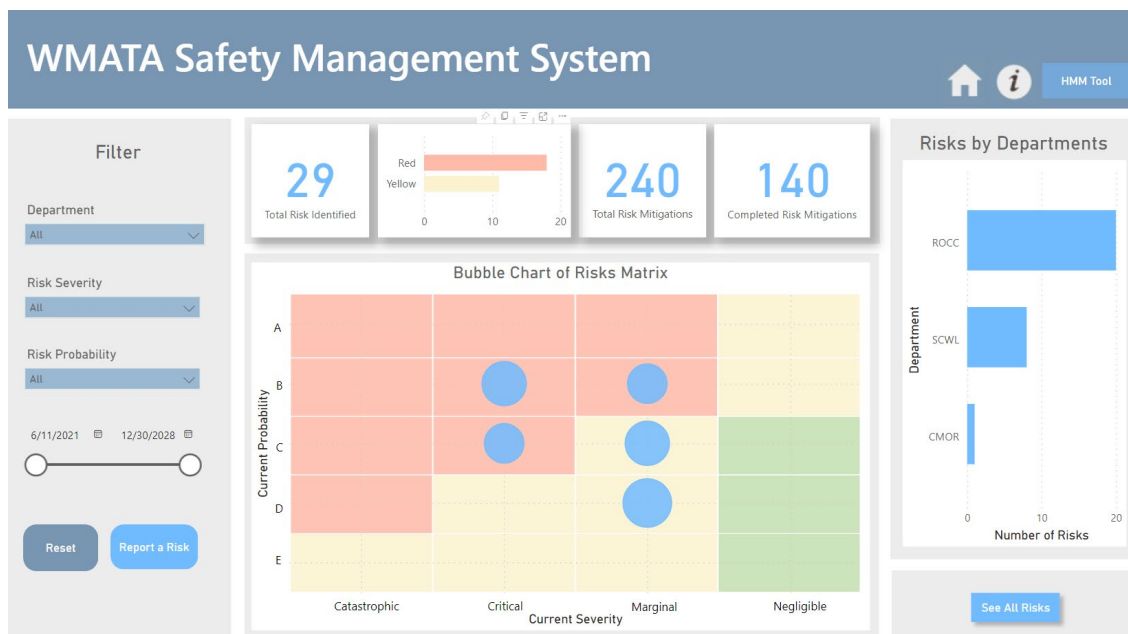 WMATA Safety Management System
i
HMM Tool
Filter
Department
All
Risk Severity
All
Risk Probability
All
6/11/2021
12/30/2028
Reset
Report a Risk
29
Total Risk Identified
Red
Yellow
0
10
20
240
Total Risk Mitigations
140
Completed Risk Mitigations
Bubble Chart of Risks Matrix
Current Probability
A
B
C
D
E
Catastrophic
Critical
Marginal
Negligible
Current Severity
Risks by Departments
Department
ROCC
SCWL
CMOR
0
10
20
Number of Risks
See All Risks